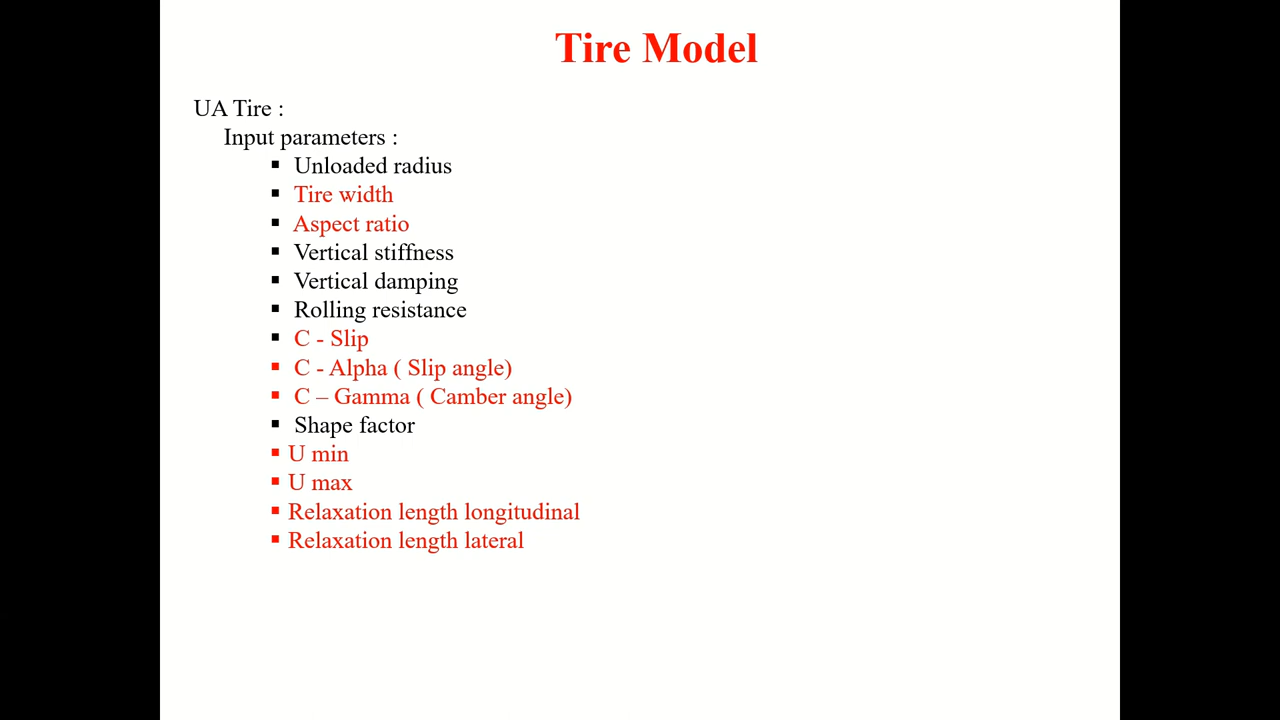 Tire Model
UA Tire :
Input parameters :
▪ Unloaded radius
▪ Tire width
▪ Aspect ratio
▪ Vertical stiffness
▪ Vertical damping
▪ Rolling resistance
▪ C - Slip
▪ C - Alpha ( Slip angle)
▪ C – Gamma ( Camber angle)
▪ Shape factor
▪ U min
▪ U max
▪ Relaxation length longitudinal
▪ Relaxation length lateral